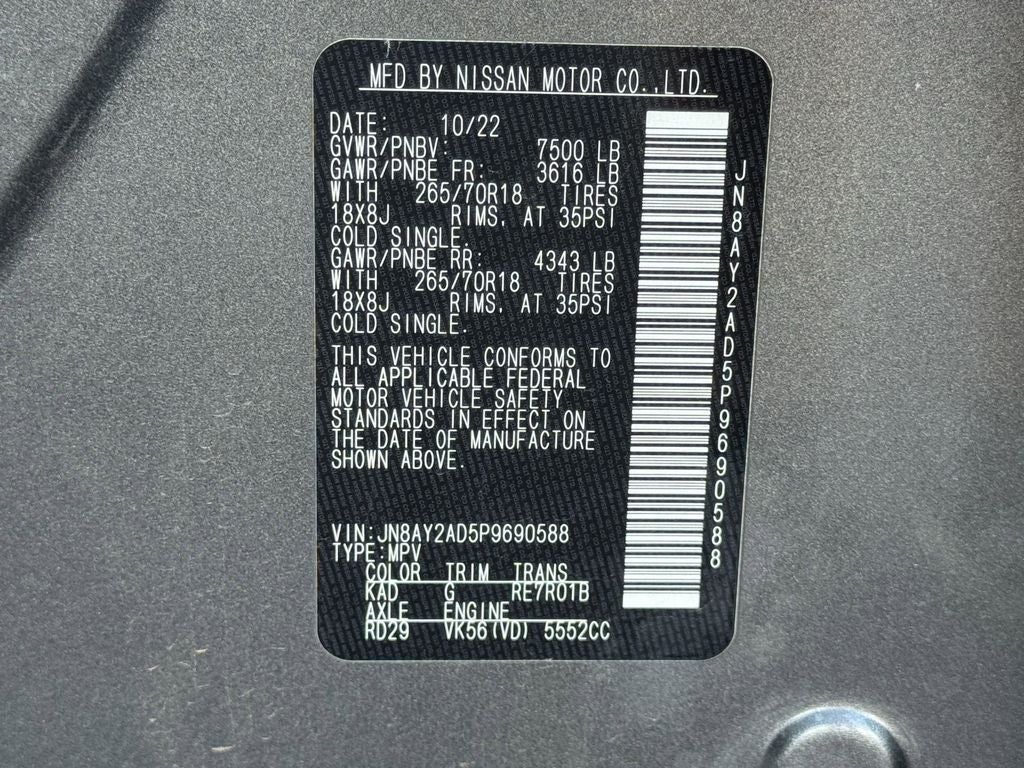 MFD BY NISSAN MOTOR CO.,LTD.
DATE: 10/22
GVWR/PNBV: 7500 LB
GAWR/PNBE FR: 3616 LB
WITH 265/70R18 TIRES
18X8J RIMS, AT 35PSI
COLD SINGLE.
GAWR/PNBE RR: 4343 LB
WITH 265/70R18 TIRES
18X8J RIMS, AT 35PSI
COLD SINGLE.
THIS VEHICLE CONFORMS TO
ALL APPLICABLE FEDERAL
MOTOR VEHICLE SAFETY
STANDARDS IN EFFECT ON
THE DATE OF MANUFACTURE
SHOWN ABOVE.
VIN:JN8AY2AD5P9690588
TYPE:MPV
COLOR TRIM TRANS
KAD G RE7R01B
AXLE ENGINE
RD29 VK56(VD) 5552CC
JN8AY2AD5P9690588